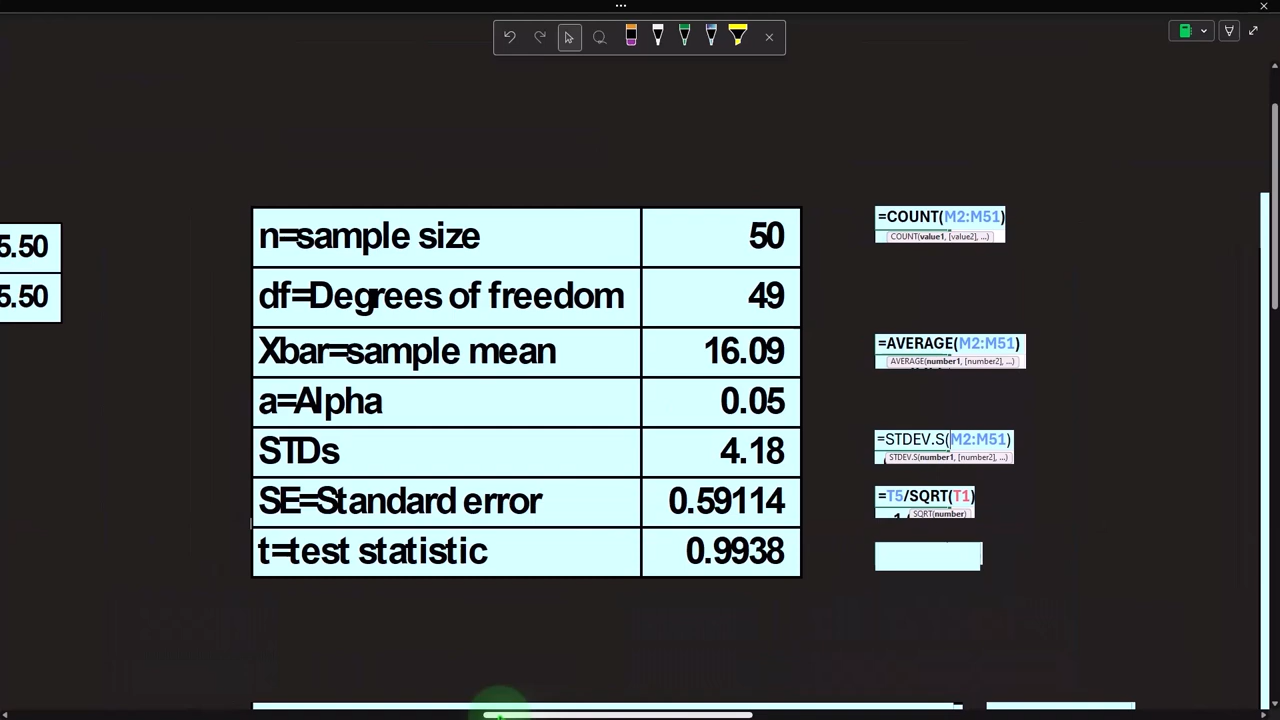 5.50
5.50
n=sample size 50 =COUNT(M2:M51)
COUNT(value1, [value2], ...)
df=Degrees of freedom 49
Xbar=sample mean 16.09 =AVERAGE(M2:M51)
AVERAGE(number1, [number2], ...)
a=Alpha 0.05
STDs 4.18 =STDEV.S(M2:M51)
STDEV.S(number1, [number2], ...)
SE=Standard error 0.59114 =T5/SQRT(T1)
SQRT(number)
t=test statistic 0.9938